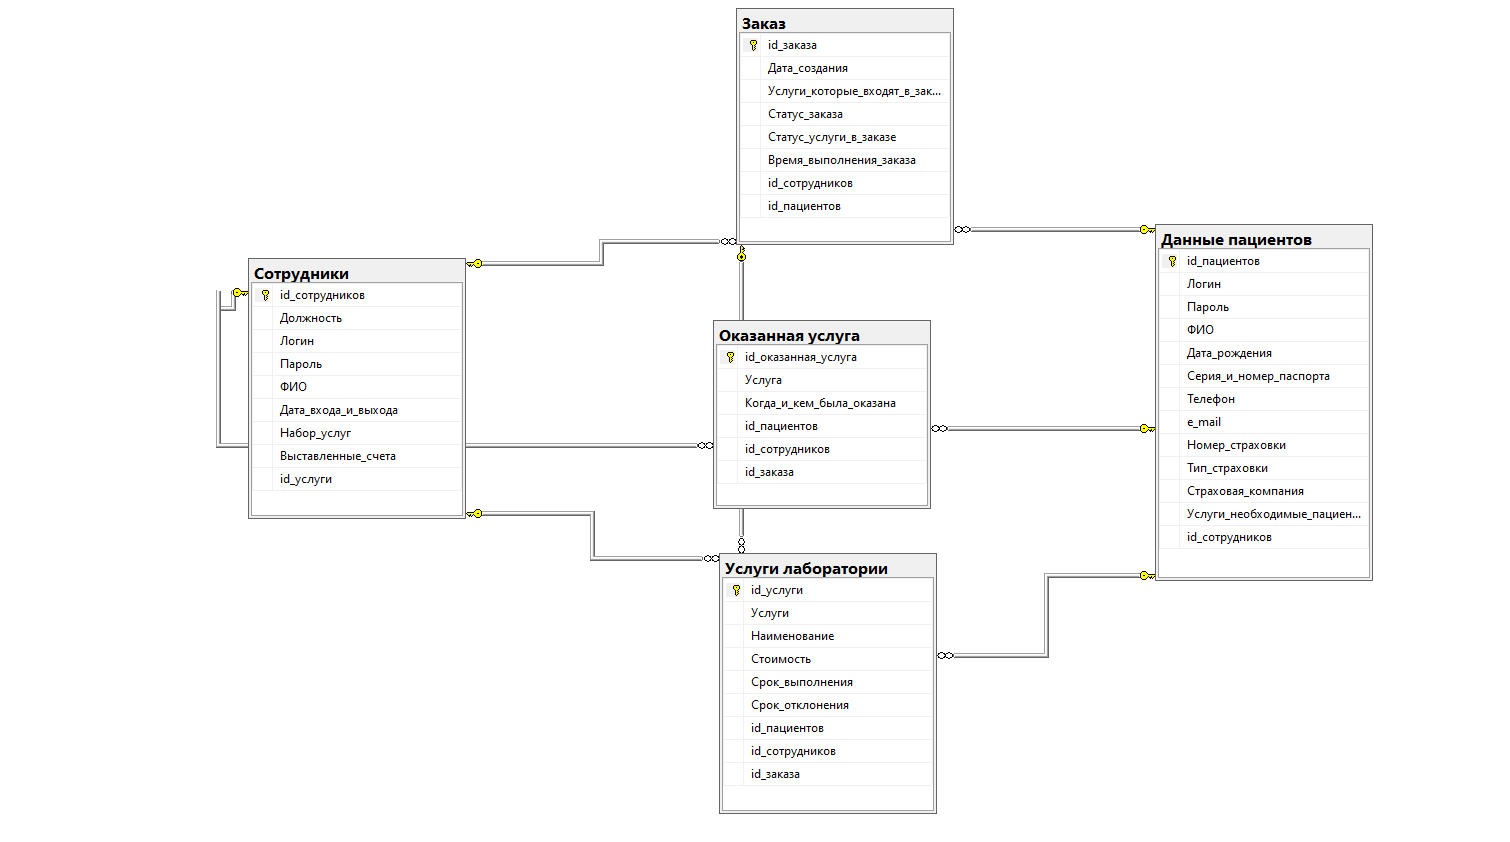 Заказ
id_заказа
Дата_создания
Услуги_которые_входят_в_зак...
Статус_заказа
Статус_услуги_в_заказе
Время_выполнения_заказа
id_сотрудников
id_пациентов
Сотрудники
id_сотрудников
Должность
Логин
Пароль
ФИО
Дата_входа_и_выхода
Набор_услуг
Выставленные_счета
id_услуги
Оказанная услуга
id_оказанная_услуга
Услуга
Когда_и_кем_была_оказана
id_пациентов
id_сотрудников
id_заказа
Данные пациентов
id_пациентов
Логин
Пароль
ФИО
Дата_рождения
Серия_и_номер_паспорта
Телефон
e_mail
Номер_страховки
Тип_страховки
Страховая_компания
Услуги_необходимые_пациен...
id_сотрудников
Услуги лаборатории
id_услуги
Услуги
Наименование
Стоимость
Срок_выполнения
Срок_отклонения
id_пациентов
id_сотрудников
id_заказа